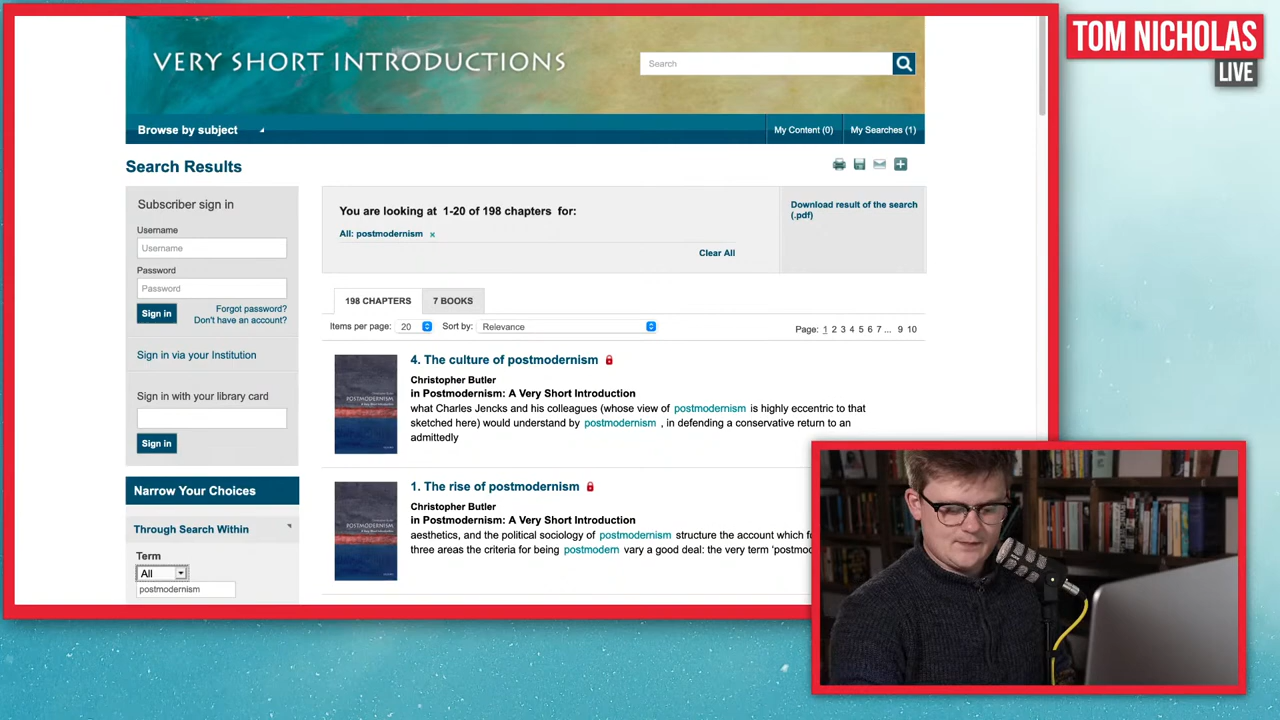 TOM NICHOLAS
LIVE
VERY SHORT INTRODUCTIONS
Search
Browse by subject
My Content (0)
My Searches (1)
Search Results
Subscriber sign in
Username
Username
Password
Password
Sign in
Forgot password?
Don't have an account?
Sign in via your Institution
Sign in with your library card
Sign in
Narrow Your Choices
Through Search Within
Term
All
postmodernism
You are looking at 1-20 of 198 chapters for:
All: postmodernism x
Clear All
Download result of the search
(.pdf)
198 CHAPTERS
7 BOOKS
Items per page: 20 Sort by: Relevance
Page: 1 2 3 4 5 6 7 ... 9 10
4. The culture of postmodernism
Christopher Butler
in Postmodernism: A Very Short Introduction
what Charles Jencks and his colleagues (whose view of postmodernism is highly eccentric to that
sketched here) would understand by postmodernism , in defending a conservative return to an
admittedly
POSTMODERNISM
1. The rise of postmodernism
Christopher Butler
in Postmodernism: A Very Short Introduction
aesthetics, and the political sociology of postmodernism structure the account which
three areas the criteria for being postmodern vary a good deal: the very term
POSTMODERNISM